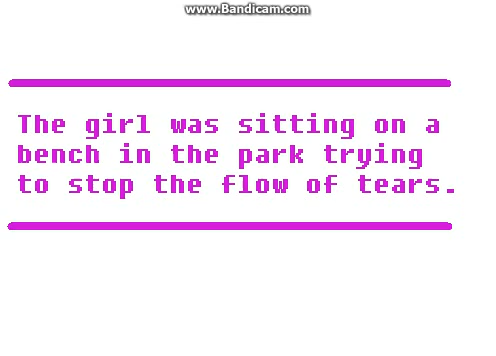 www.Bandicam.com
The girl was sitting on a
bench in the park trying
to stop the flow of tears.